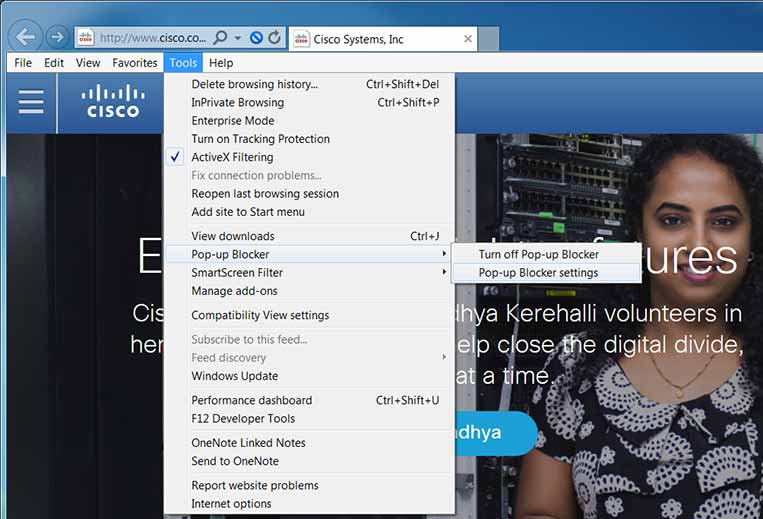 http://www.cisco.co...
Cisco Systems, Inc
File Edit View Favorites Tools Help
CISCO
Delete browsing history... Ctrl+Shift+Del
InPrivate Browsing Ctrl+Shift+P
Enterprise Mode
Turn on Tracking Protection
ActiveX Filtering
Fix connection problems...
Reopen last browsing session
Add site to Start menu
View downloads Ctrl+J
Pop-up Blocker
Turn off Pop-up Blocker
SmartScreen Filter
Pop-up Blocker settings
Manage add-ons
Compatibility View settings
Subscribe to this feed...
Feed discovery
Windows Update
Performance dashboard Ctrl+Shift+U
F12 Developer Tools
OneNote Linked Notes
Send to OneNote
Report website problems
Internet options
E ures
Cis dhya Kerehalli volunteers in
her elp close the digital divide,
at a time.
dhya